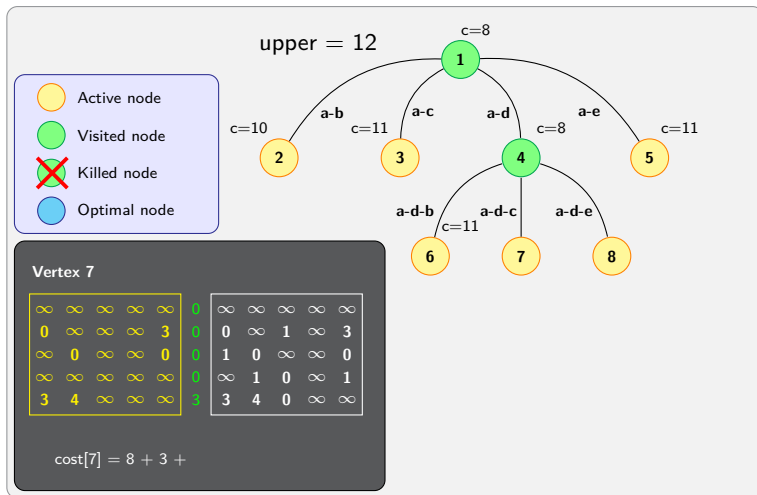 upper = 12
c=8
1
a-b
a-c
a-d
a-e
c=10
c=11
c=8
c=11
2
3
4
5
a-d-b
a-d-c
a-d-e
c=11
6
7
8
Active node
Visited node
Killed node
Optimal node
Vertex 7
∞ ∞ ∞ ∞ ∞ 0 ∞ ∞ ∞ ∞ ∞
0 ∞ ∞ ∞ 3 0 0 ∞ 1 ∞ 3
∞ 0 ∞ ∞ 0 0 1 0 ∞ ∞ 0
∞ ∞ ∞ ∞ ∞ 0 ∞ 1 0 ∞ 1
3 4 ∞ ∞ ∞ 3 3 4 0 ∞ ∞
cost[7] = 8 + 3 +